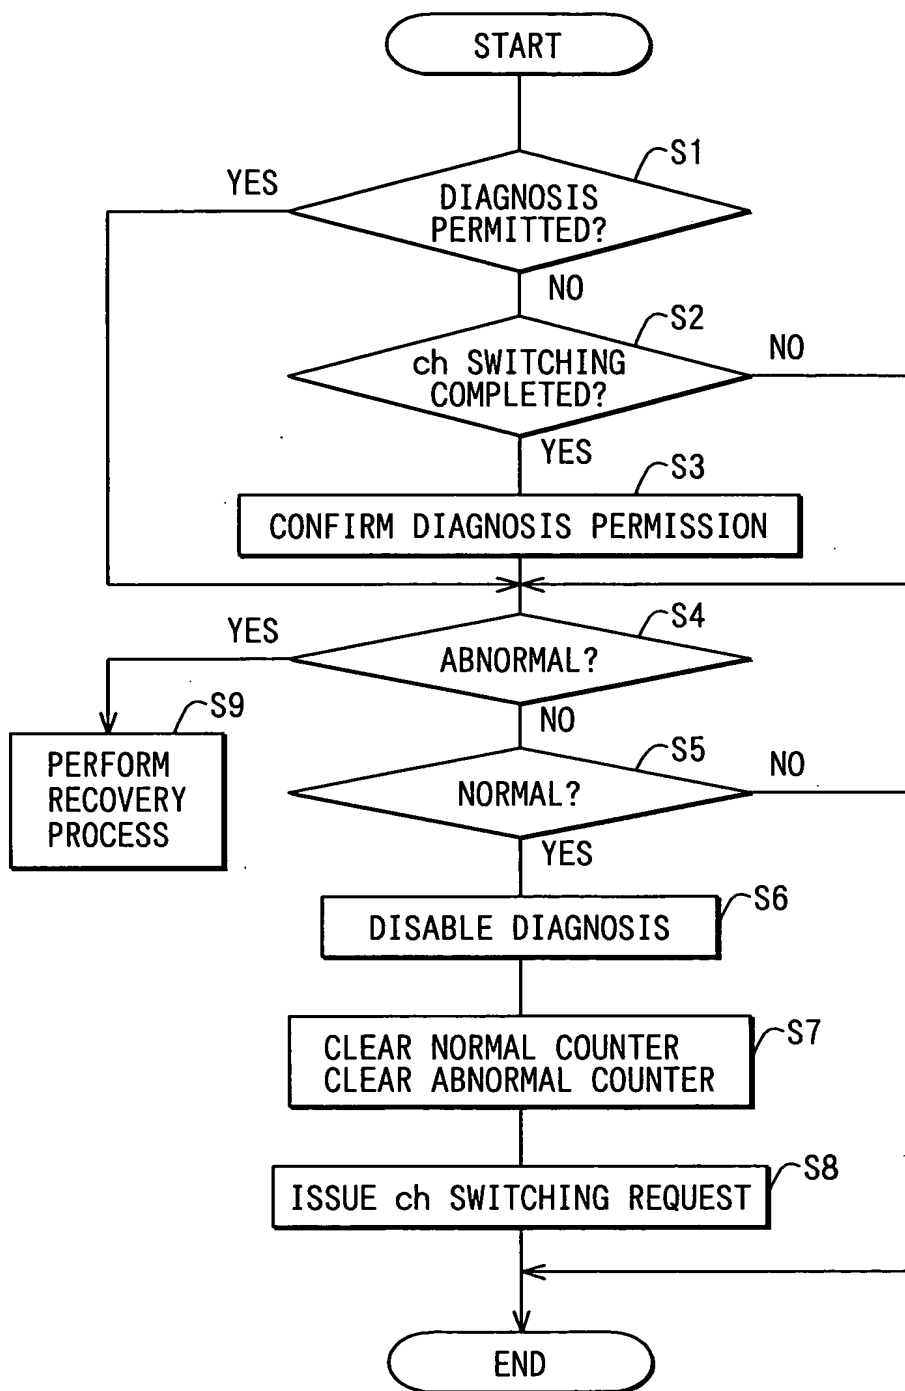 START
S1
YES
DIAGNOSIS
PERMITTED?
NO
S2
NO
ch SWITCHING
COMPLETED?
YES
S3
CONFIRM DIAGNOSIS PERMISSION
S4
YES
ABNORMAL?
S9
NO
S5
PERFORM
RECOVERY
PROCESS
NO
NORMAL?
YES
S6
DISABLE DIAGNOSIS
S7
CLEAR NORMAL COUNTER
CLEAR ABNORMAL COUNTER
S8
ISSUE ch SWITCHING REQUEST
END